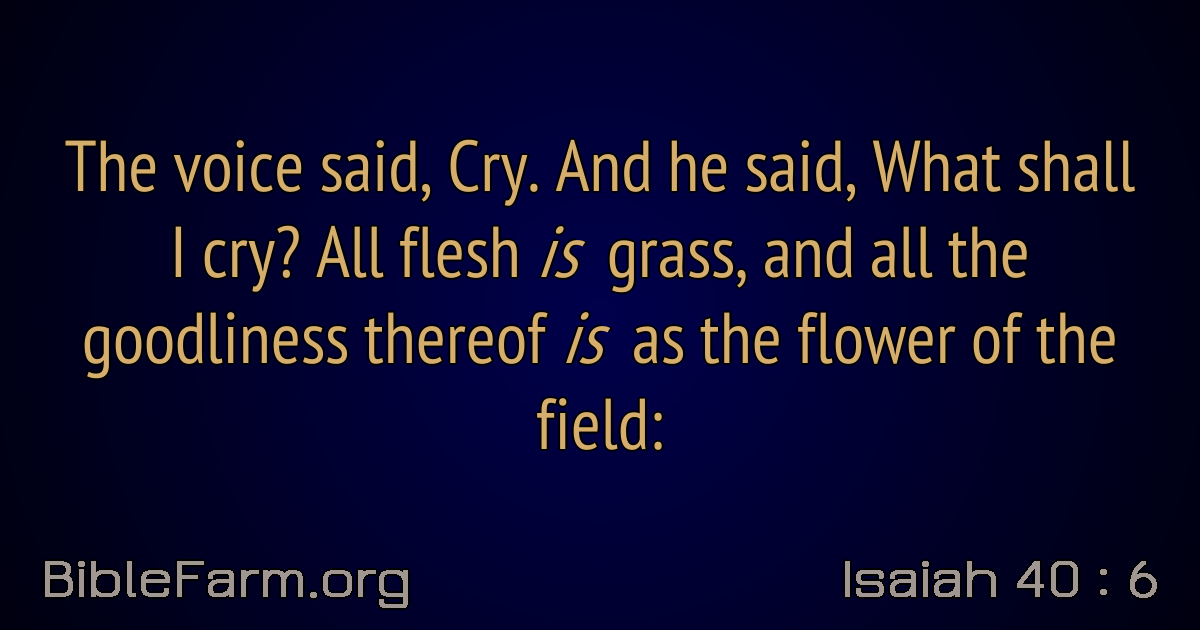 The voice said, Cry. And he said, What shall
I cry? All flesh is grass, and all the
goodliness thereof is as the flower of the
field:
BibleFarm.org
Isaiah 40 : 6